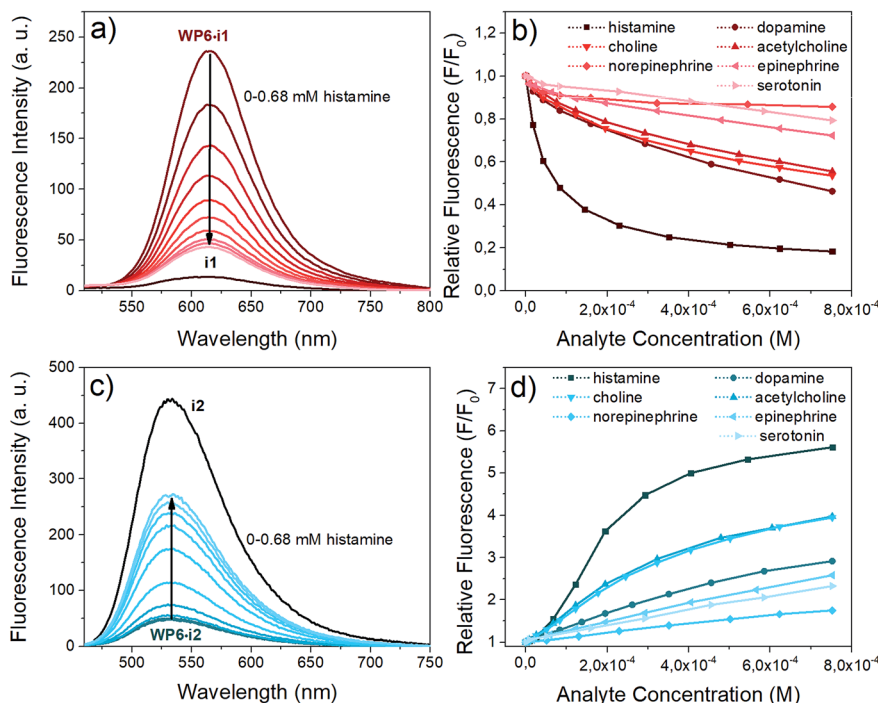 a)
WP6·i1
0-0.68 mM histamine
i1
Fluorescence Intensity (a. u.)
250
200
150
100
50
0
550 600 650 700 750 800
Wavelength (nm)
b)
histamine dopamine
choline acetylcholine
norepinephrine epinephrine
serotonin
Relative Fluorescence (F/F0)
1,0
0,8
0,6
0,4
0,2
0,0
0,0 2,0x10-4 4,0x10-4 6,0x10-4 8,0x10-4
Analyte Concentration (M)
c)
i2
0-0.68 mM histamine
WP6·i2
Fluorescence Intensity (a. u.)
500
400
300
200
100
0
500 550 600 650 700 750
Wavelength (nm)
d)
histamine dopamine
choline acetylcholine
norepinephrine epinephrine
serotonin
Relative Fluorescence (F/F0)
7
6
5
4
3
2
1
0,0 2,0x10-4 4,0x10-4 6,0x10-4 8,0x10-4
Analyte Concentration (M)